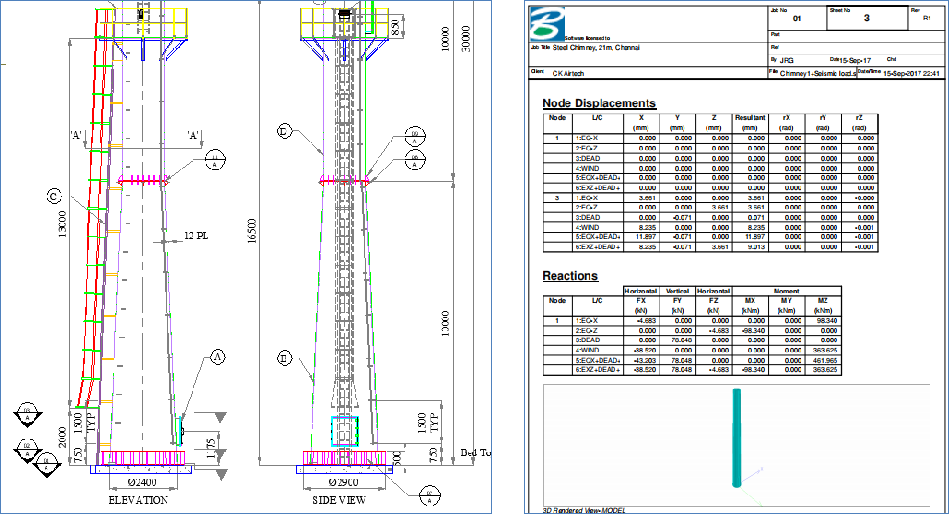 850
10000
30000
'A'
'A'
A
A
A
C
13000
16500
12 PL
E
E
10000
A
A
A
A
A
2000
1500
TYP
750
1175
1500
TYP
750
500
Bed To
Ø2400
Ø2900
ELEVATION
SIDE VIEW
Job No
01
Sheet No
3
Rev
Software licensed to
Part
Job Title Steel Chimney, 21m, Chennai
Ref
By JRG
Date 15-Sep-17
Chd
Client CK Airtech
File Chimney1-Seismic load.s
Date/Time 15-Sep-2017 22:41
Node Displacements
Node L/C X Y Z Resultant rX rY rZ
(mm) (mm) (mm) (mm) (rad) (rad) (rad)
1 1:EQ-X 0.000 0.000 0.000 0.000 0.000 0.000 0.000
2:EQ-Z 0.000 0.000 0.000 0.000 0.000 0.000 0.000
3:DEAD 0.000 0.000 0.000 0.000 0.000 0.000 0.000
4:WIND 0.000 0.000 0.000 0.000 0.000 0.000 0.000
5:EQX+DEAD+ 0.000 0.000 0.000 0.000 0.000 0.000 0.000
6:EXZ+DEAD+ 0.000 0.000 0.000 0.000 0.000 0.000 0.000
3 1:EQ-X 3.661 0.000 0.000 3.661 0.000 0.000 -0.000
2:EQ-Z 0.000 0.000 3.661 3.661 0.000 0.000 0.000
3:DEAD 0.000 -0.071 0.000 0.071 0.000 0.000 0.000
4:WIND 8.235 0.000 0.000 8.235 0.000 0.000 -0.001
5:EQX+DEAD+ 11.897 -0.071 0.000 11.897 0.000 0.000 -0.001
6:EXZ+DEAD+ 8.235 -0.071 3.661 9.013 0.000 0.000 -0.001
Reactions
Horizontal Vertical Horizontal Moment
Node L/C FX FY FZ MX MY MZ
(kN) (kN) (kN) (kNm) (kNm) (kNm)
1 1:EQ-X -4.683 0.000 0.000 0.000 0.000 98.340
2:EQ-Z 0.000 0.000 -4.683 -98.340 0.000 0.000
3:DEAD 0.000 78.048 0.000 0.000 0.000 0.000
4:WIND -38.520 0.000 0.000 0.000 0.000 363.625
5:EQX+DEAD+ -43.203 78.048 0.000 0.000 0.000 461.965
6:EXZ+DEAD+ -38.520 78.048 -4.683 -98.340 0.000 363.625
3D Rendered View-MODEL